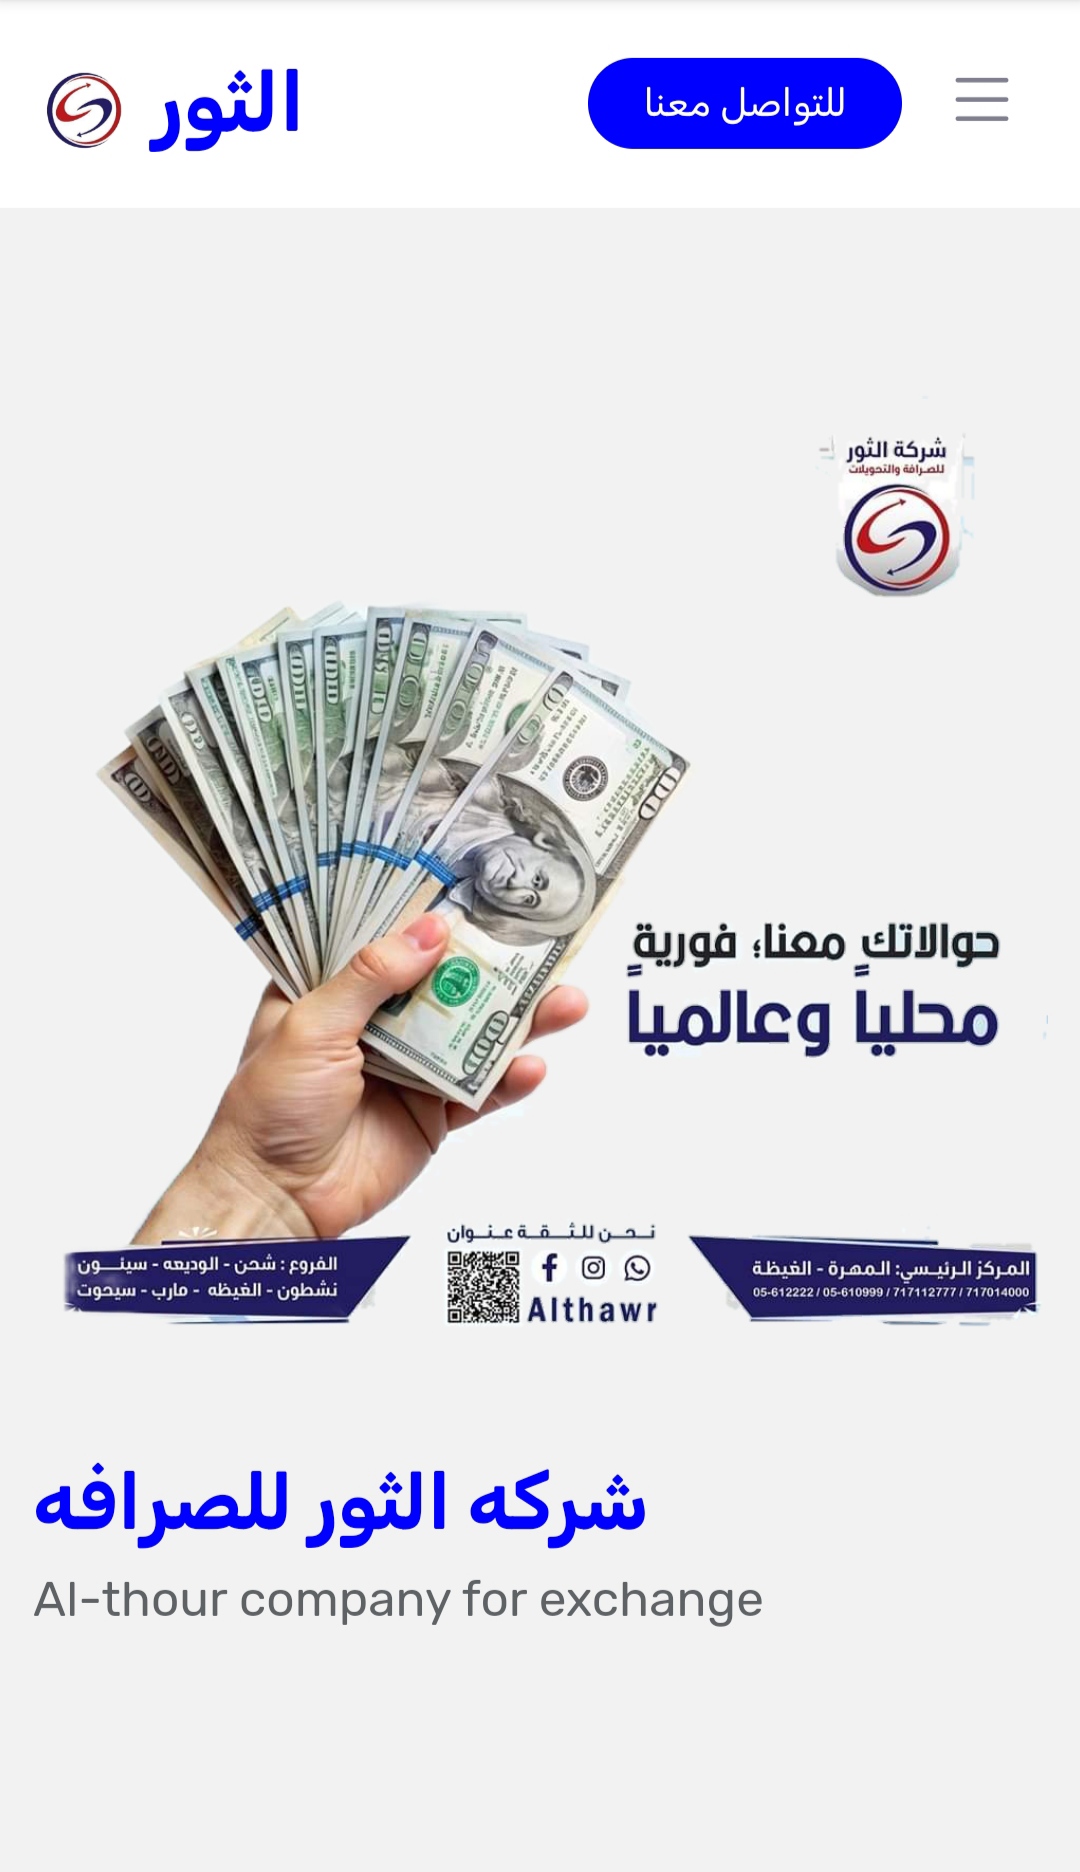 الثور
للتواصل معنا
شركة الثور
للصرافة والتحويلات
حوالاتك معنا؛ فورية
محلياً وعالمياً
نحن للثقة عنوان
Althawr
المركز الرئيسي: المهرة - الغيظة
05-612222 / 05-610999 / 717112777 / 717014000
الفروع : شحن - الوديعه - سيئون
نشطون - الغيظه - مارب - سيحوت
شركه الثور للصرافه
Al-thour company for exchange